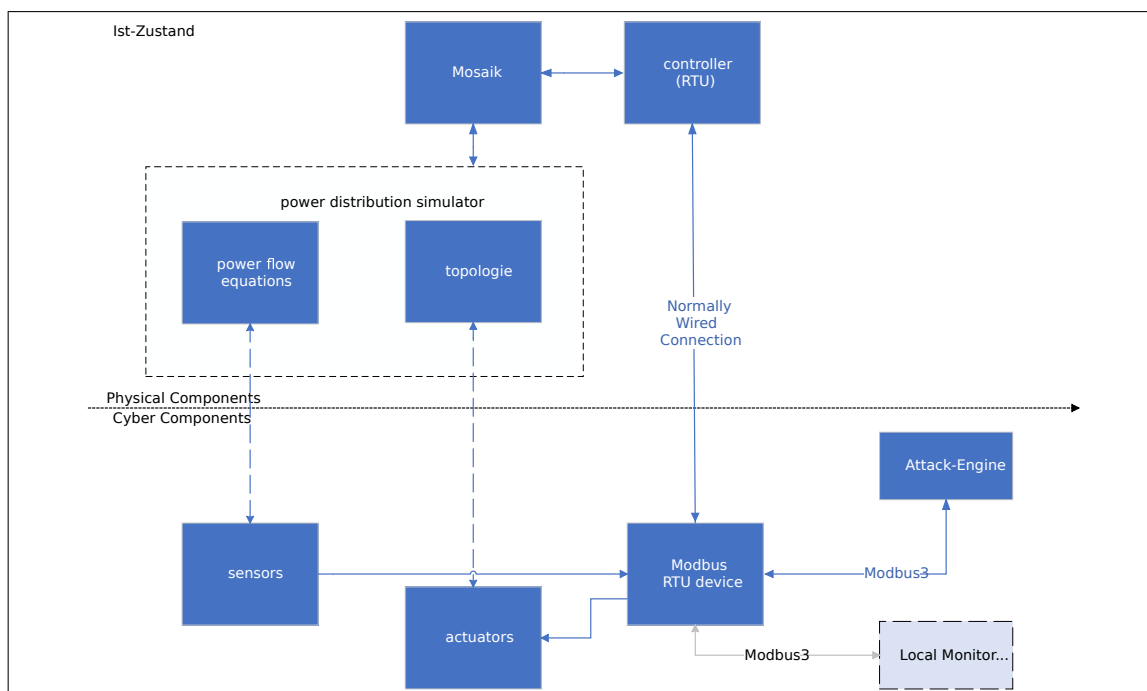 Ist-Zustand
Mosaik
controller
(RTU)
power distribution simulator
power flow
equations
topologie
Normally
Wired
Connection
Physical Components
Cyber Components
Attack-Engine
sensors
Modbus
RTU device
Modbus3
actuators
Modbus3
Local Monitor...